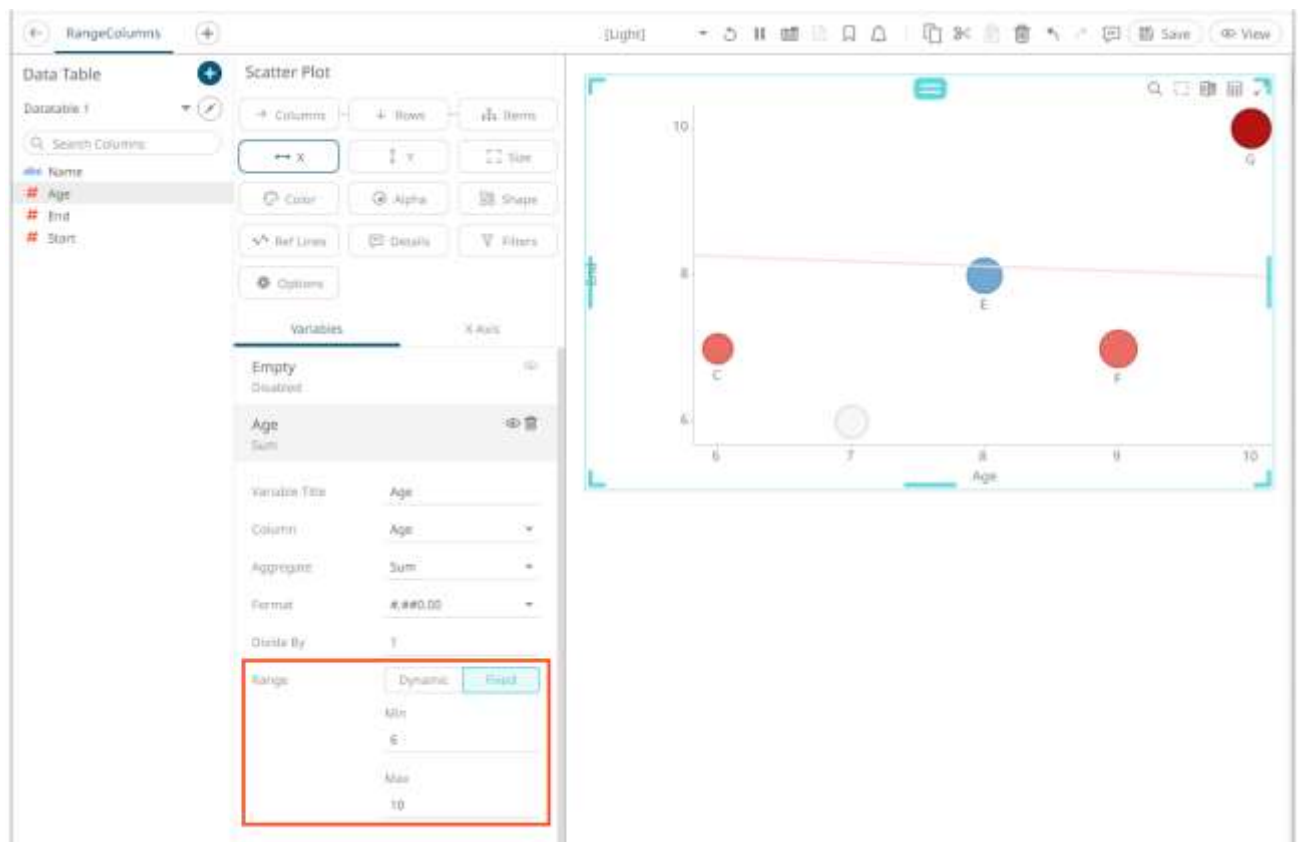 RangeColumns
[Light]
Save
View
Data Table
Datatable 1
Search Columns
abc Name
# Age
# End
# Start
Scatter Plot
Columns
Rows
Items
X
Y
Size
Color
Alpha
Shape
Ref Lines
Details
Filters
Options
Variables
X Axis
Empty
Disabled
Age
Sum
Variable Title
Age
Column
Age
Aggregate
Sum
Format
#,##0.00
Divide By
1
Range
Dynamic
Fixed
Min
6
Max
10
10
8
6
End
G
E
C
F
6
7
8
9
10
Age